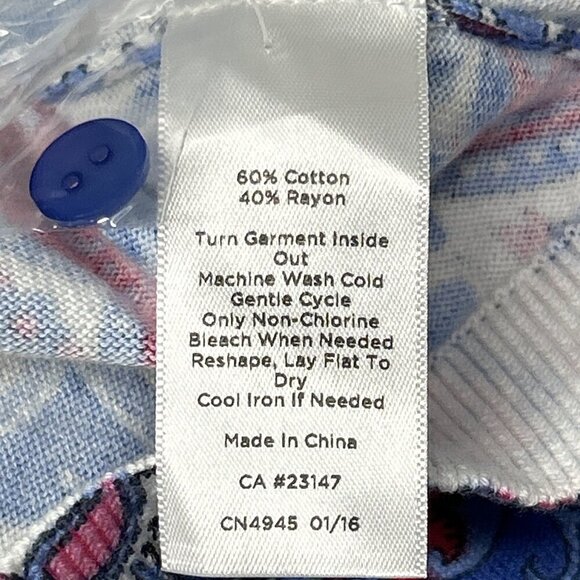 60% Cotton
40% Rayon
Turn Garment Inside
Out
Machine Wash Cold
Gentle Cycle
Only Non-Chlorine
Bleach When Needed
Reshape, Lay Flat To
Dry
Cool Iron If Needed
Made In China
CA #23147
CN4945 01/16